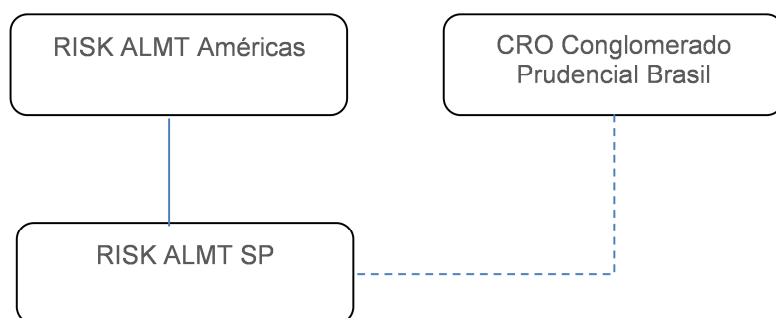 RISK ALMT Américas
CRO Conglomerado
Prudencial Brasil
RISK ALMT SP